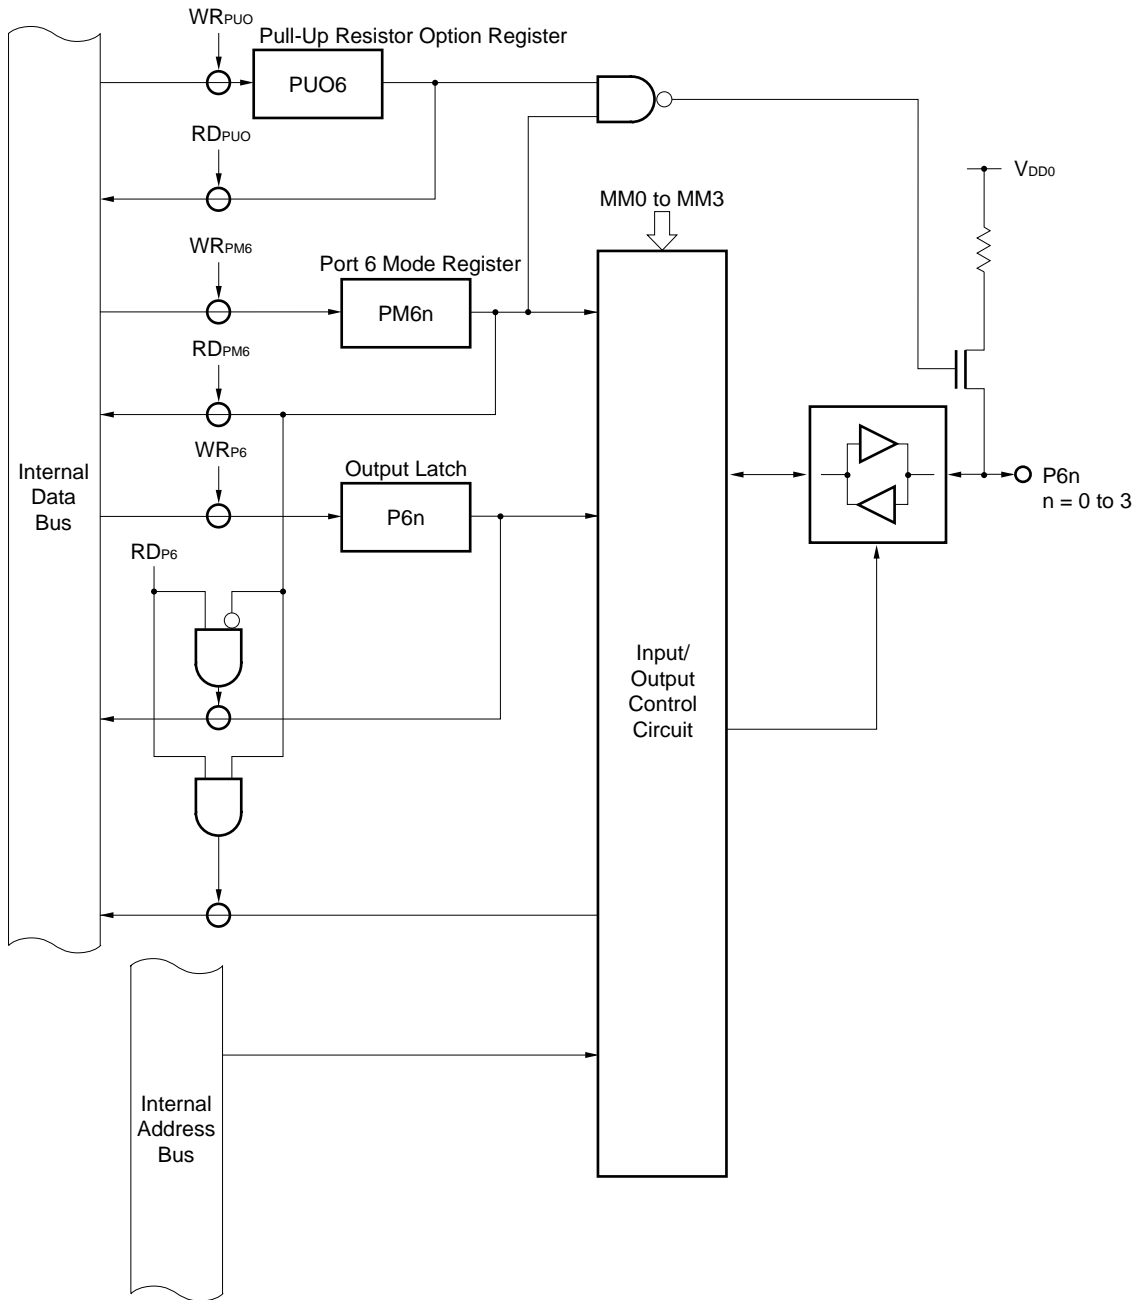 WRPUO
Pull-Up Resistor Option Register
PUO6
RDPUO
VDD0
MM0 to MM3
WRPM6
Port 6 Mode Register
PM6n
RDPM6
WRP6
Output Latch
Internal
Data
Bus
P6n
P6n
n = 0 to 3
RDP6
Input/
Output
Control
Circuit
Internal
Address
Bus